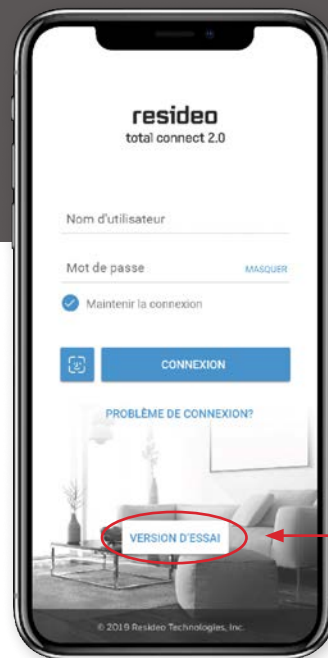 resideo
total connect 2.0
Nom d'utilisateur
Mot de passe MASQUER
Maintenir la connexion
CONNEXION
PROBLÈME DE CONNEXION?
VERSION D'ESSAI
© 2019 Resideo Technologies, Inc.